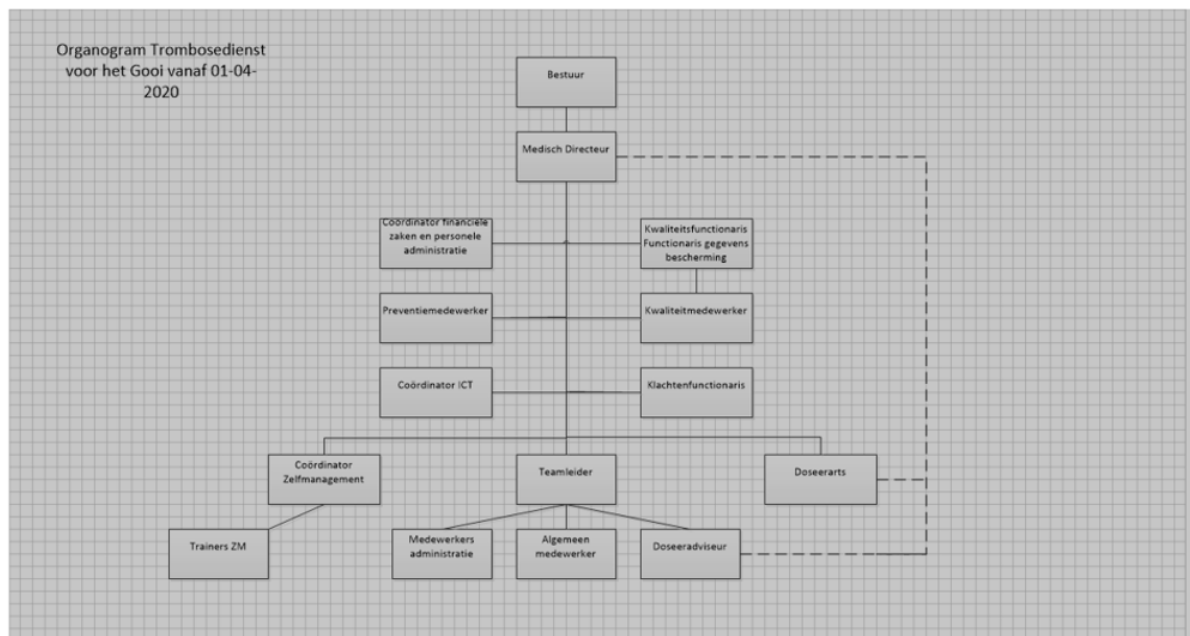 Organogram Trombosedienst
voor het Gooi vanaf 01-04-
2020
Bestuur
Medisch Directeur
Coördinator financiële
zaken en personele
administratie
Kwaliteitsfunctionaris
Functionaris gegevens
bescherming
Preventiemedewerker
Kwaliteitmedewerker
Coördinator ICT
Klachtenfunctionaris
Coördinator
Zelfmanagement
Teamleider
Doseerarts
Trainers ZM
Medewerkers
administratie
Algemeen
medewerker
Doseeradviseur